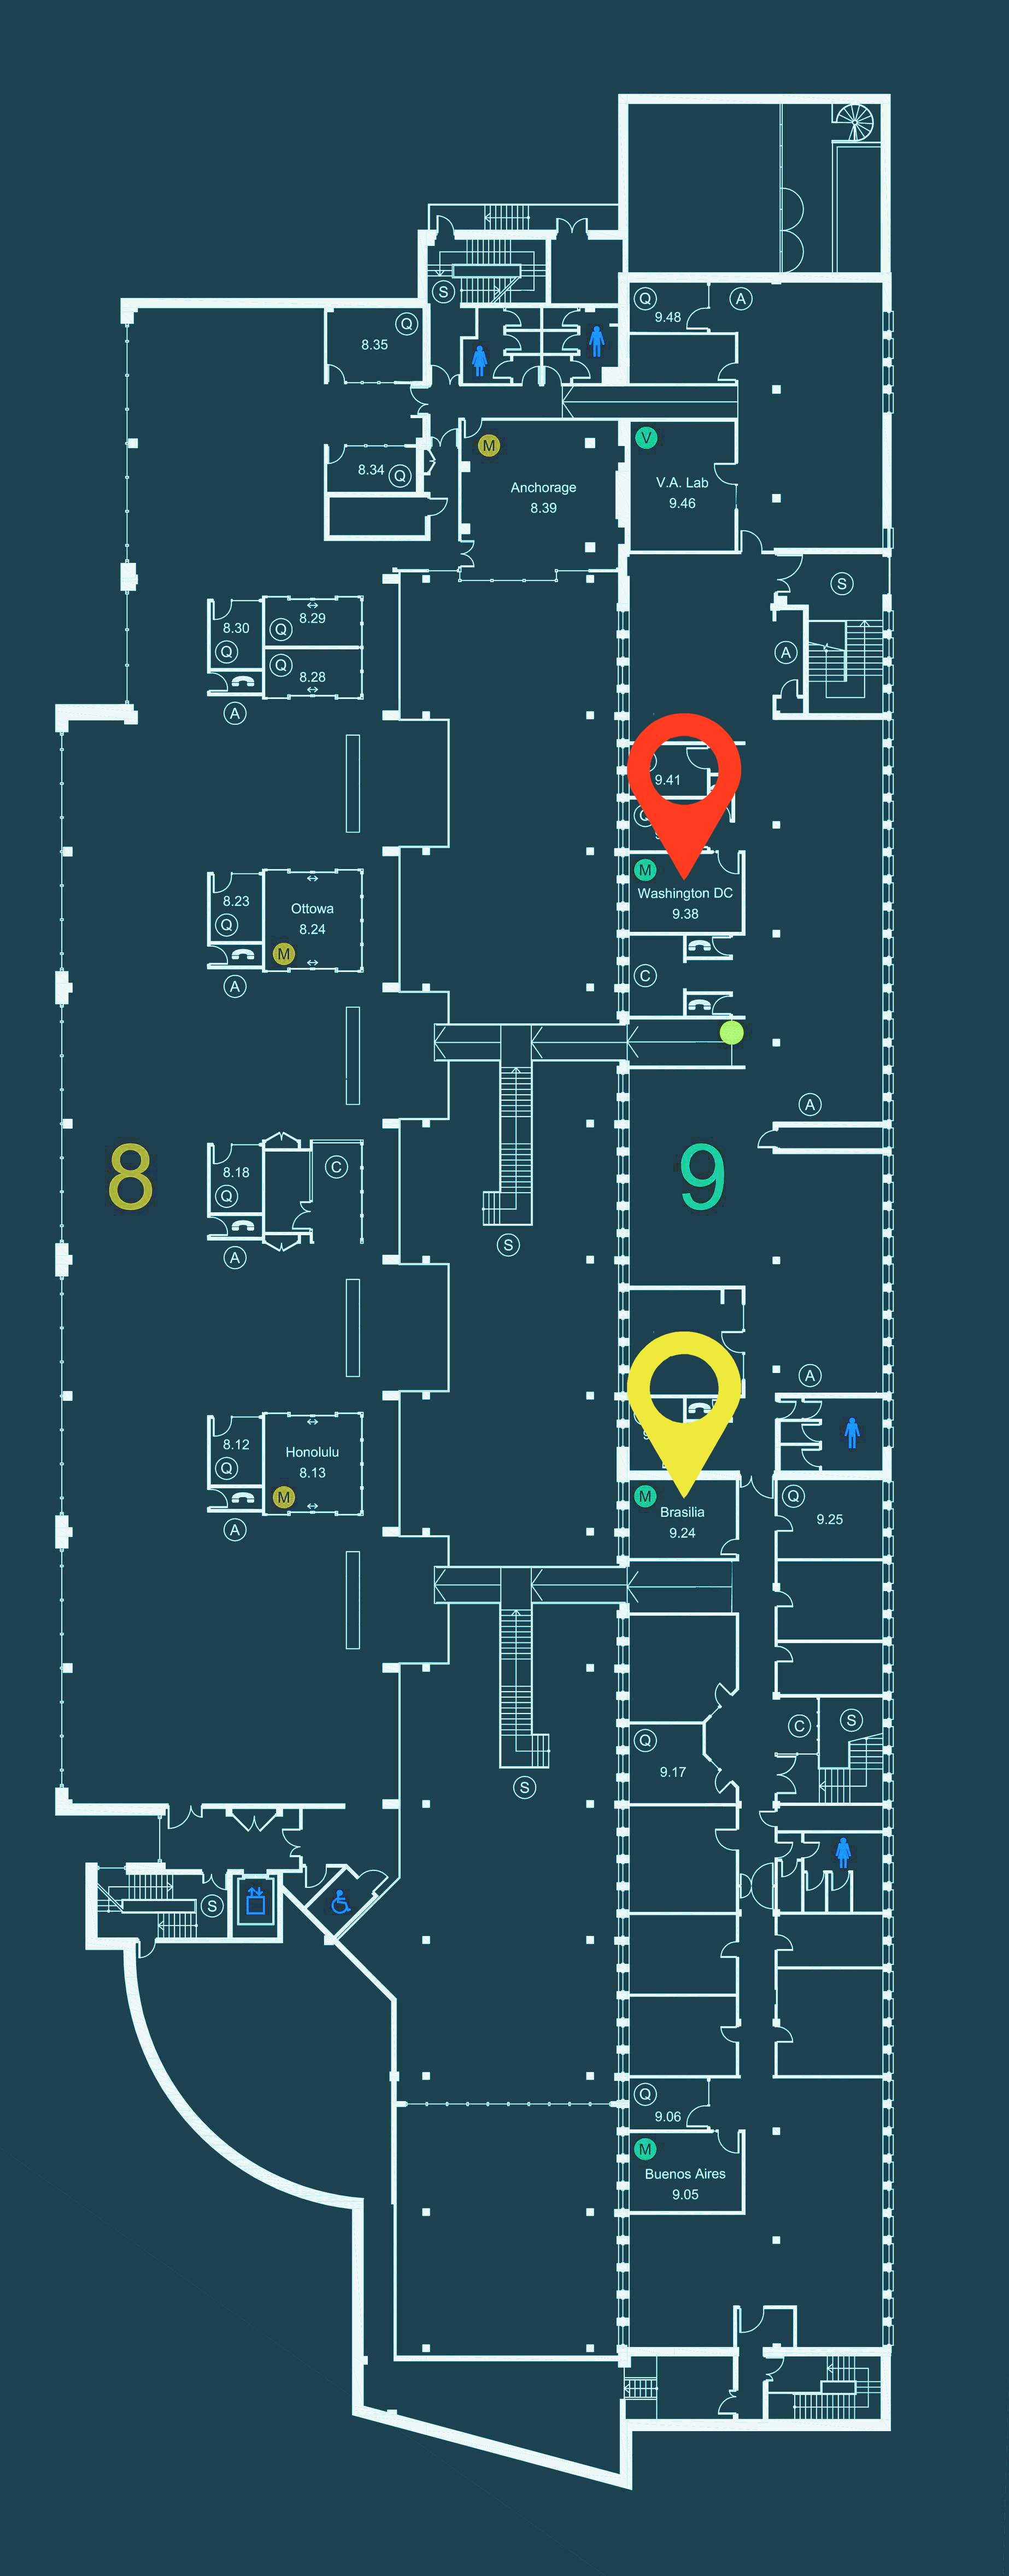 S
Q
9.48
A
Q
8.35
M
V
8.34
Q
V.A. Lab
9.46
Anchorage
8.39
S
8.30
8.29
Q
Q
Q
8.28
A
A
9.41
Q
M
Washington DC
9.38
8.23
Q
Ottowa
8.24
M
A
C
A
8
8.18
Q
C
A
9
S
A
8.12
Q
Honolulu
8.13
M
A
M
Brasilia
9.24
Q
9.25
C
S
Q
9.17
S
S
Q
9.06
M
Buenos Aires
9.05